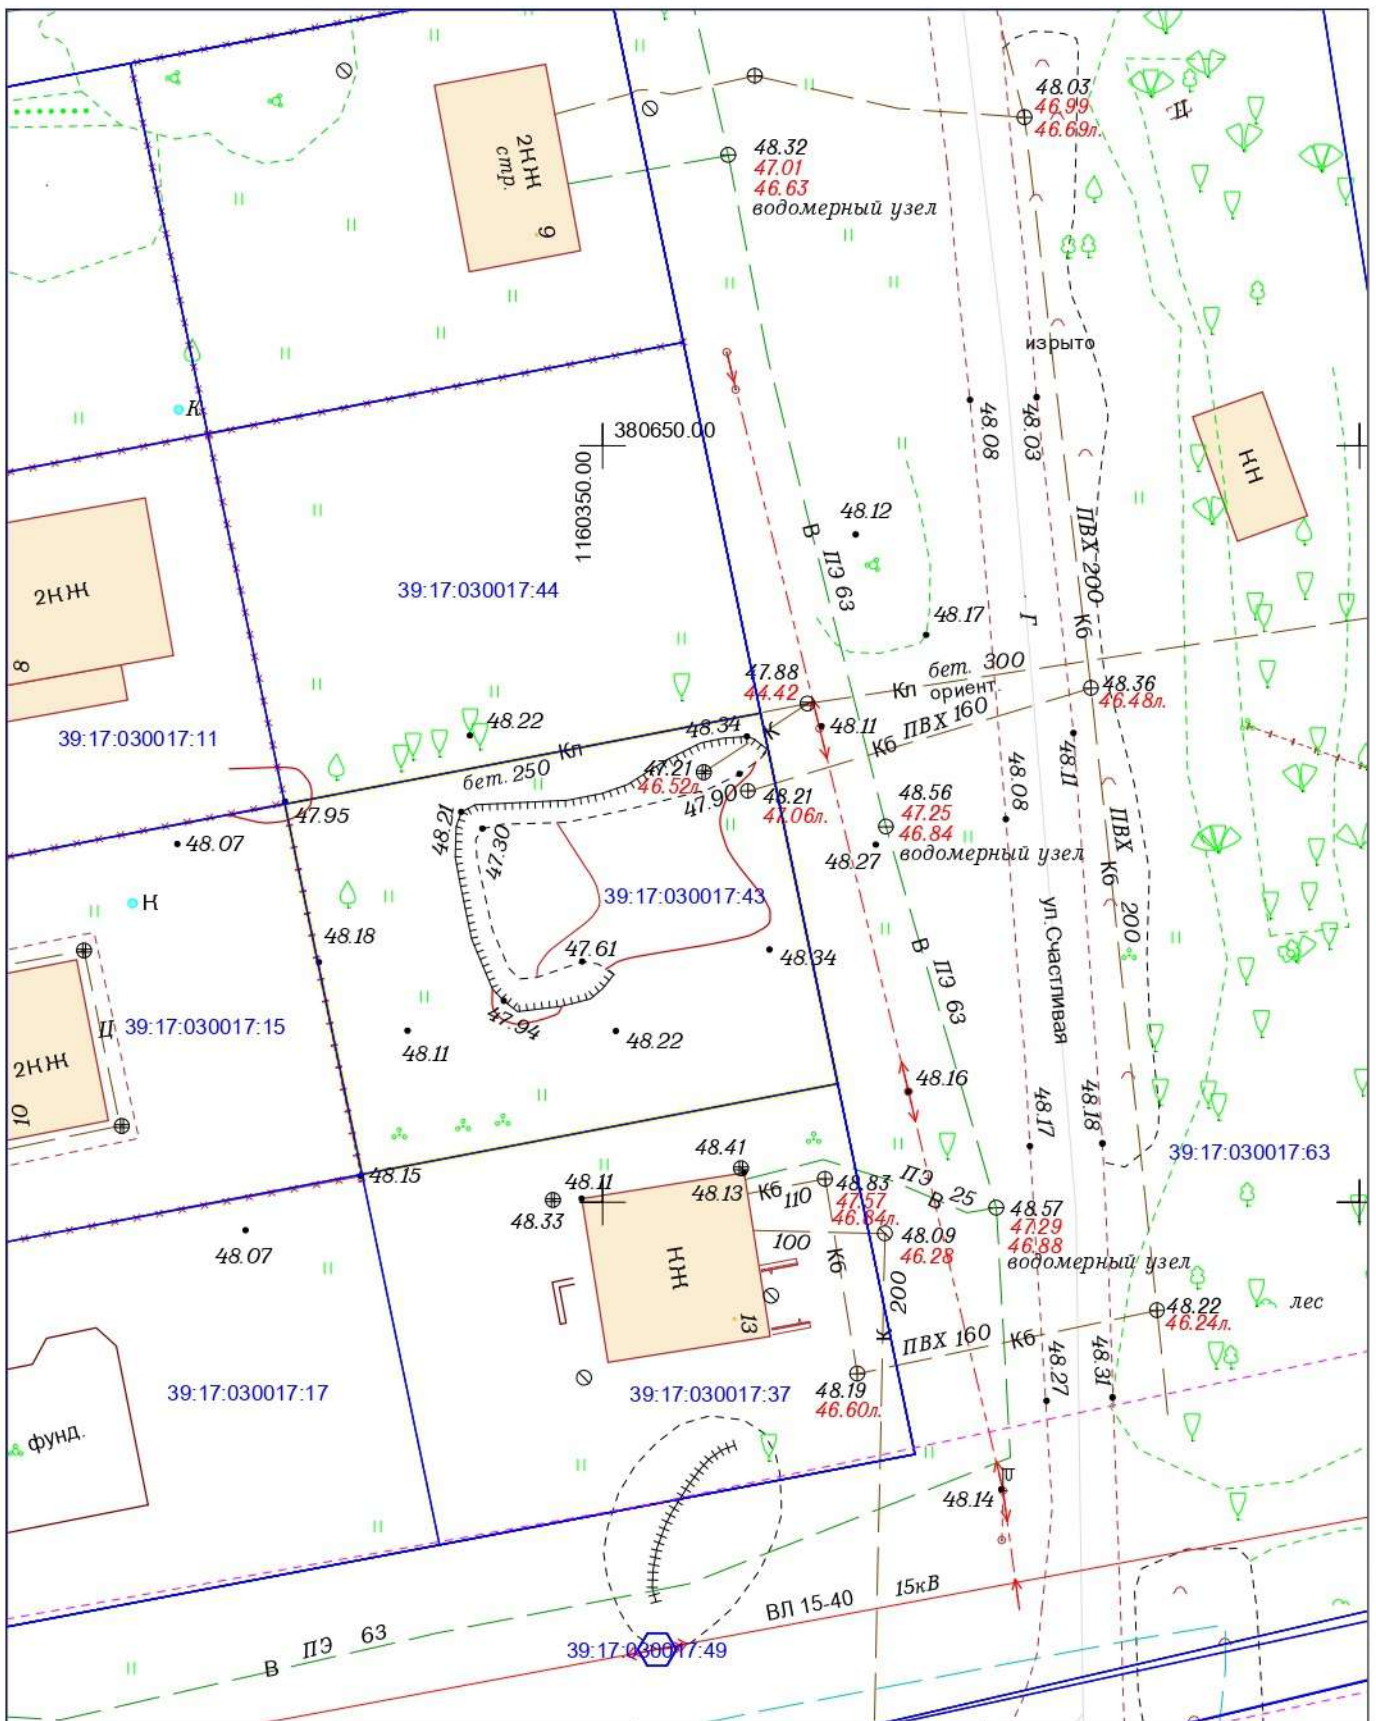 48.03
46.99
46.69л.
Ц
2НЖ
стр.
9
48.32
47.01
46.63
водомерный узел
изрыто
К
380650.00
1160350.00
48.08
48.03
КН
48.12
В
ПЭ 63
ПВХ 200
Кб
2НЖ
8
39:17:030017:44
48.17
Г
47.88
44.42
Кл
бет. 300
ориент.
48.36
46.48л.
39:17:030017:11
48.22
48.34
К
48.11
Кб
ПВХ 160
48.11
бет. 250
Кл
47.21
46.52л.
47.90
48.21
47.06л.
48.08
48.56
47.25
46.84
водомерный узел
ПВХ
Кб
200
47.95
48.21
47.30
48.07
48.27
Н
39:17:030017:43
ул.Счастливая
48.18
47.61
48.34
В
ПЭ 63
Ц
39:17:030017:15
47.94
48.11
48.22
2НЖ
10
48.16
48.17
48.18
39:17:030017:63
48.15
48.41
48.11
48.13
48.33
Кб
110
48.83
47.57
46.84л.
ПЭ
В
25
48.57
47.29
46.88
водомерный узел
48.07
100
48.09
46.28
КЖ
13
Кб
200
К
лес
48.22
46.24л.
ПВХ 160
Кб
48.27
48.31
39:17:030017:17
39:17:030017:37
48.19
46.60л.
фунд.
П
48.14
15кВ
ВЛ 15-40
В
ПЭ
63
39:17:030017:49